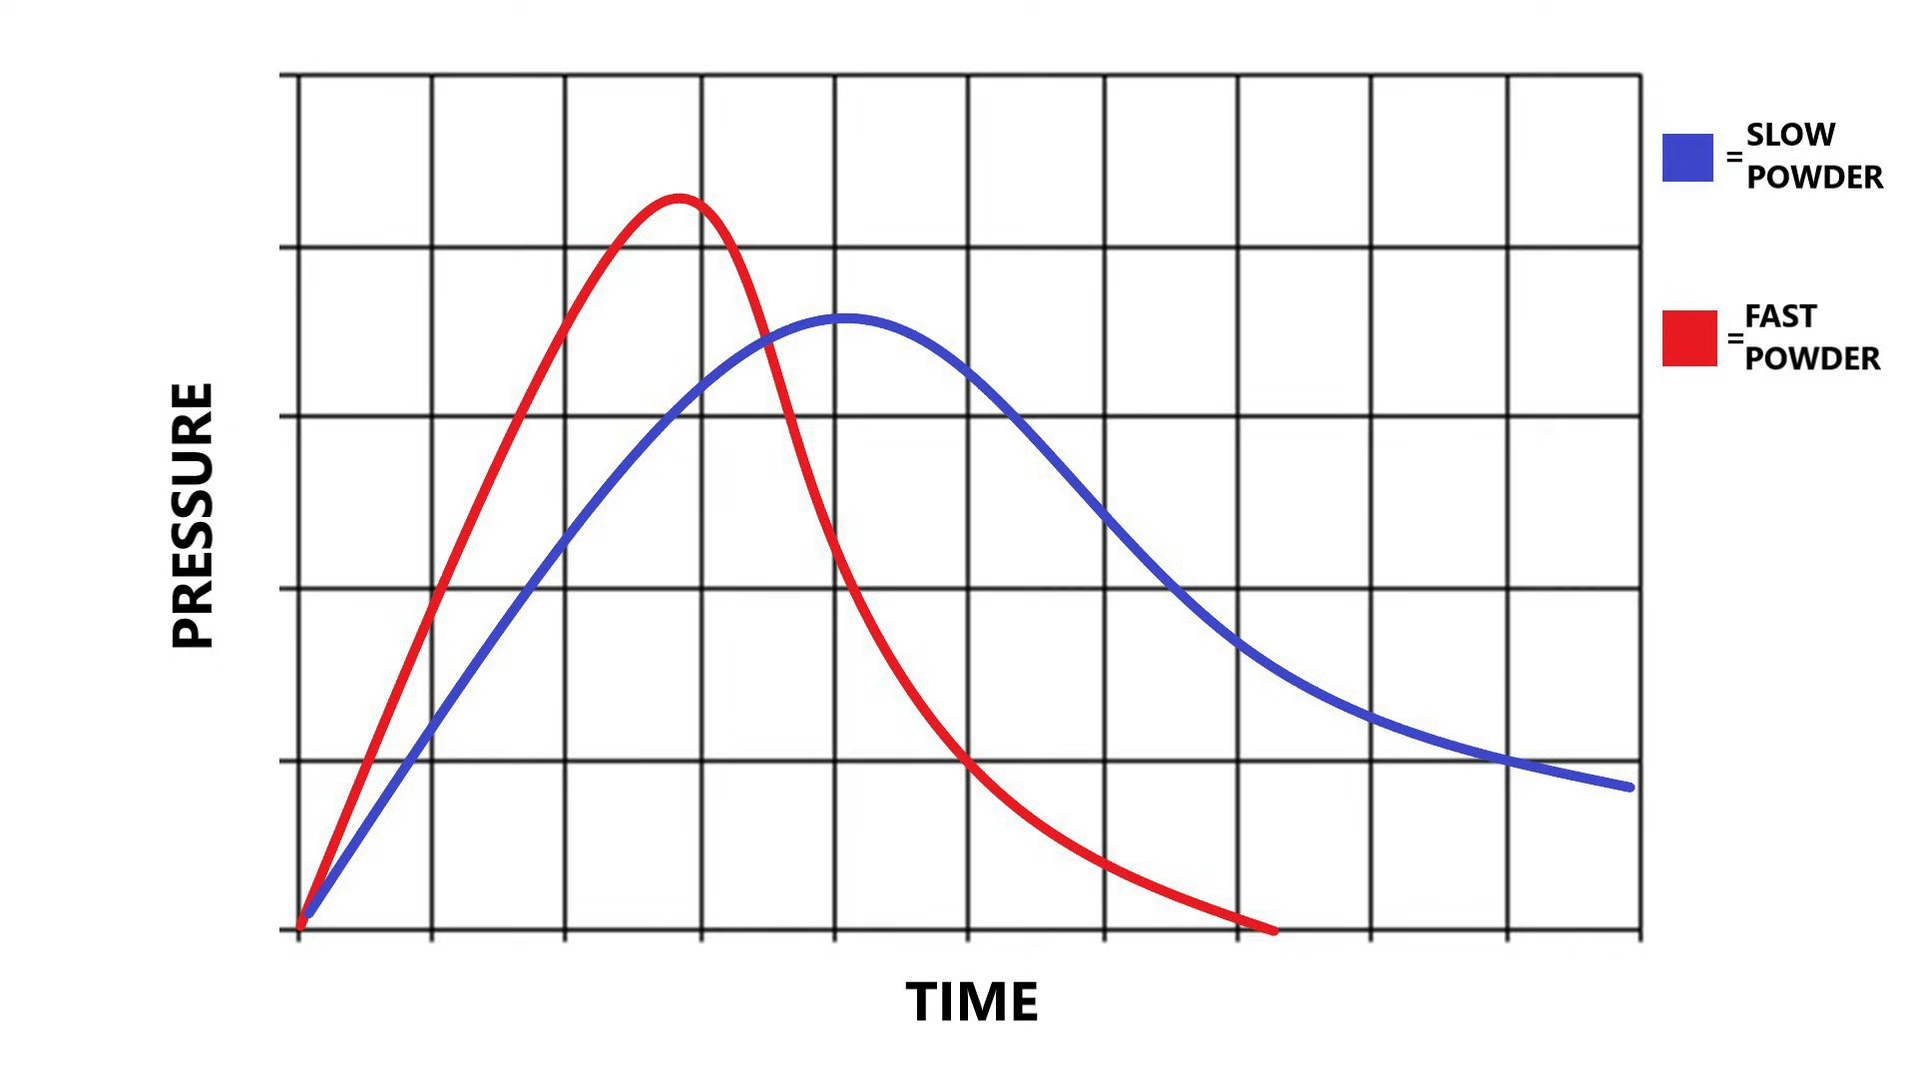 SLOW
=
POWDER
FAST
=
POWDER
PRESSURE
TIME